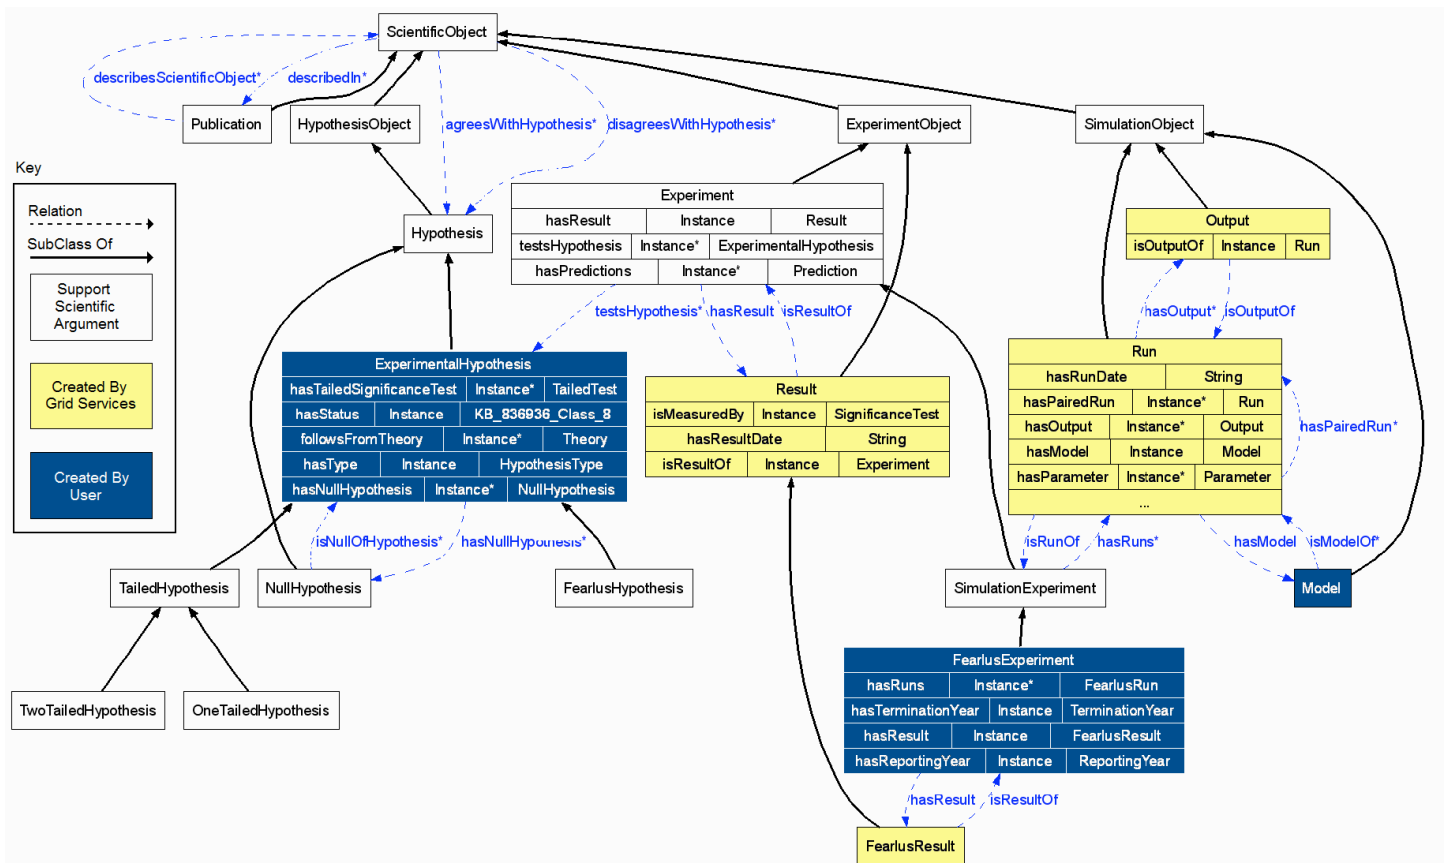 ScientificObject
describesScientificObject*
describedIn*
Publication
HypothesisObject
agreesWithHypothesis*
disagreesWithHypothesis*
ExperimentObject
SimulationObject
Key
Relation
SubClass Of
Support
Scientific
Argument
Created By
Grid Services
Created By
User
Hypothesis
Experiment
hasResult Instance Result
testsHypothesis Instance* ExperimentalHypothesis
hasPredictions Instance* Prediction
Output
isOutputOf Instance Run
testsHypothesis*
hasResult
isResultOf
hasOutput*
isOutputOf
ExperimentalHypothesis
hasTailedSignificanceTest Instance* TailedTest
hasStatus Instance KB_836936_Class_8
followsFromTheory Instance* Theory
hasType Instance HypothesisType
hasNullHypothesis Instance* NullHypothesis
Result
isMeasuredBy Instance SignificanceTest
hasResultDate String
isResultOf Instance Experiment
Run
hasRunDate String
hasPairedRun Instance* Run
hasOutput Instance* Output
hasModel Instance Model
hasParameter Instance* Parameter
...
hasPairedRun*
isNullOfHypothesis*
hasNullHypothesis*
isRunOf
hasRuns*
hasModel
isModelOf*
TailedHypothesis
NullHypothesis
FearlusHypothesis
SimulationExperiment
Model
TwoTailedHypothesis
OneTailedHypothesis
FearlusExperiment
hasRuns Instance* FearlusRun
hasTerminationYear Instance TerminationYear
hasResult Instance FearlusResult
hasReportingYear Instance ReportingYear
hasResult
isResultOf
FearlusResult